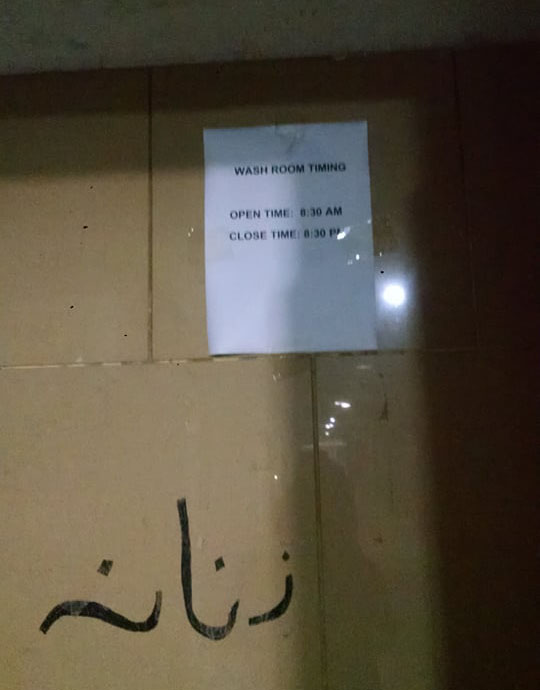 WASH ROOM TIMING
OPEN TIME: 8:30 AM
CLOSE TIME: 8:30 PM
زنانہ